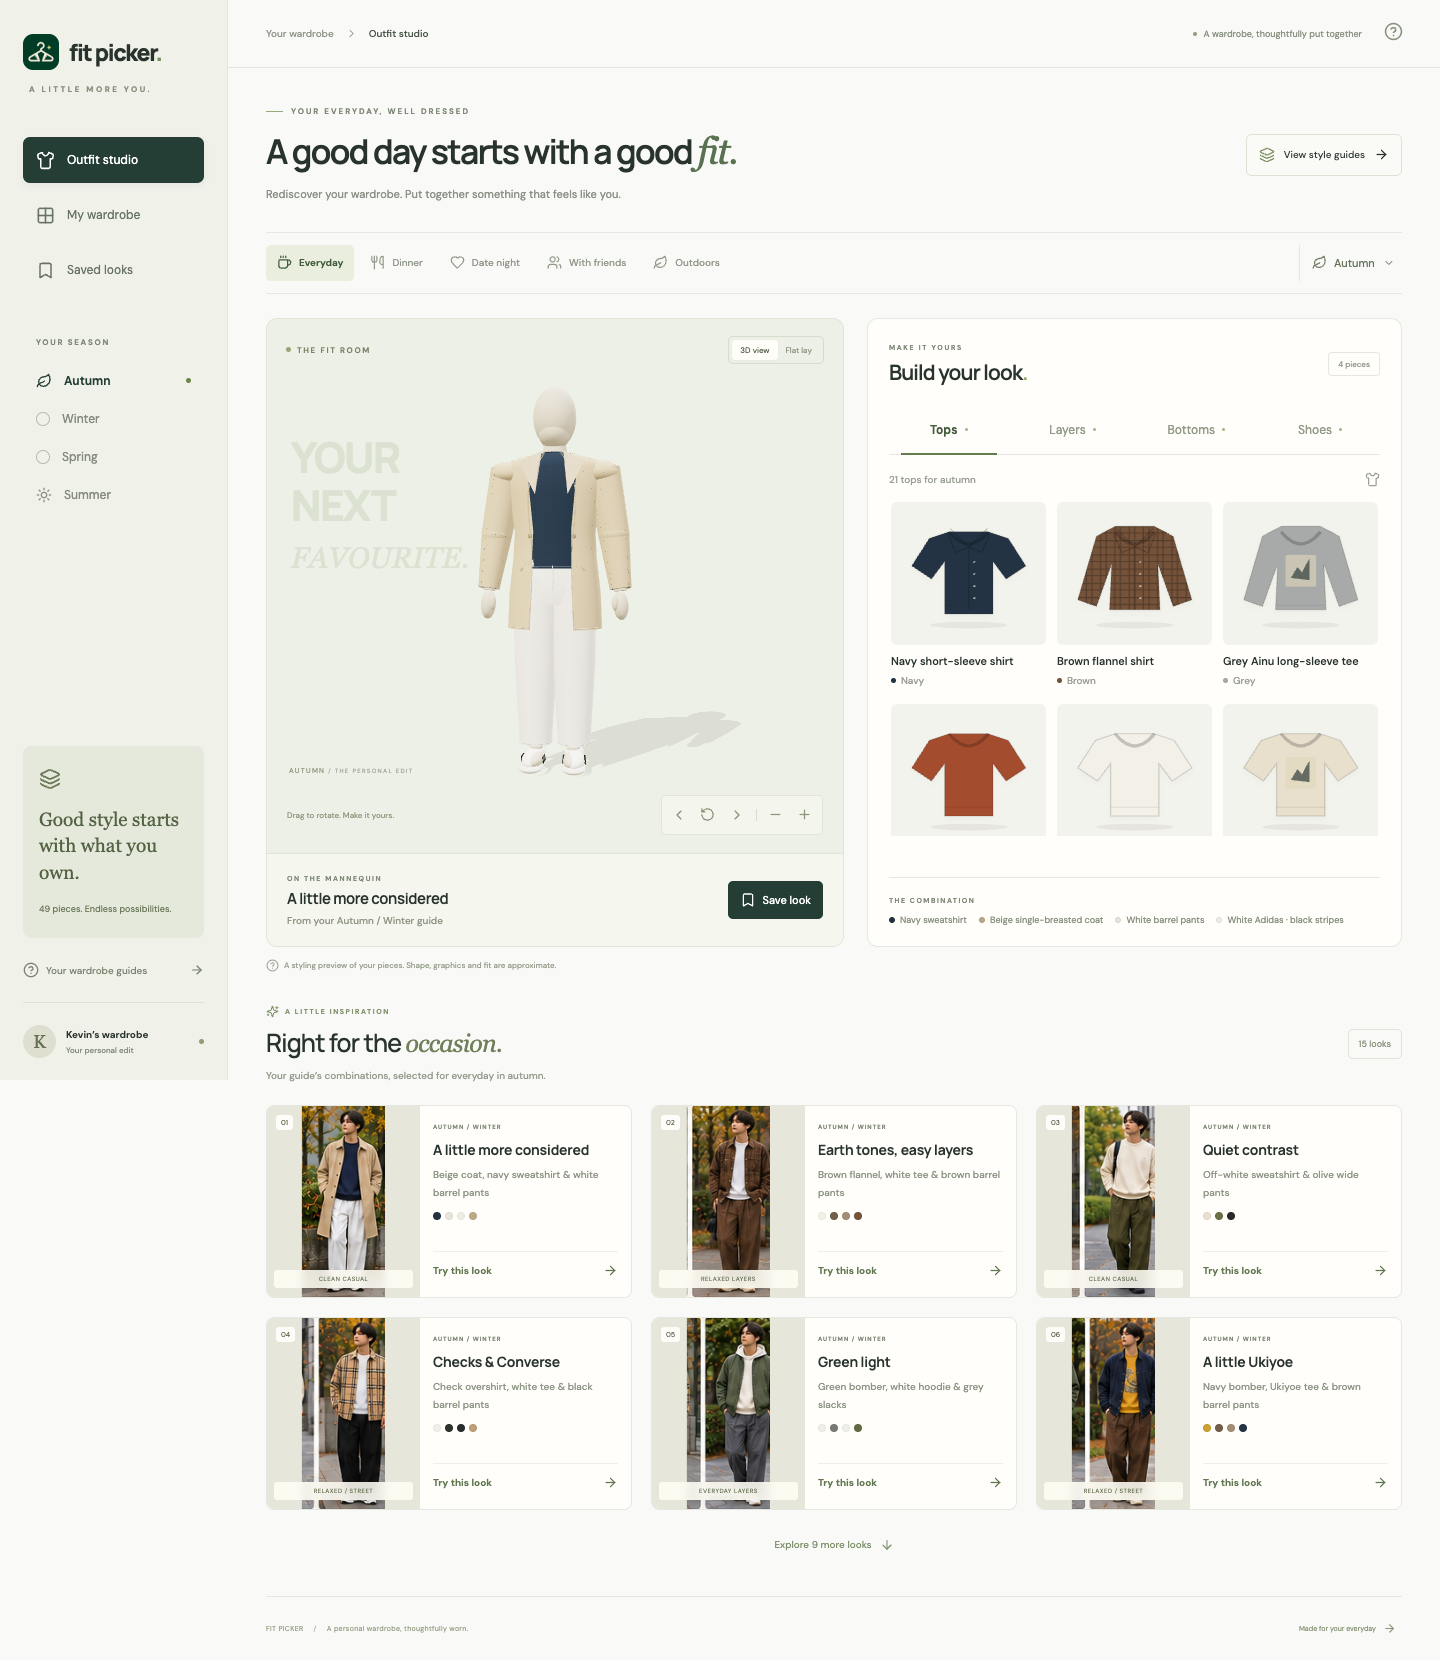 fit picker.
A LITTLE MORE YOU.
Outfit studio
My wardrobe
Saved looks
YOUR SEASON
Autumn
Winter
Spring
Summer
Good style starts
with what you
own.
49 pieces. Endless possibilities.
Your wardrobe guides
K
Kevin's wardrobe
Your personal edit
Your wardrobe
Outfit studio
A wardrobe, thoughtfully put together
YOUR EVERYDAY, WELL DRESSED
A good day starts with a good fit.
Rediscover your wardrobe. Put together something that feels like you.
View style guides
Everyday
Dinner
Date night
With friends
Outdoors
Autumn
THE FIT ROOM
3D view
Flat lay
YOUR
NEXT
FAVOURITE.
AUTUMN / THE PERSONAL EDIT
Drag to rotate. Make it yours.
ON THE MANNEQUIN
A little more considered
From your Autumn / Winter guide
Save look
MAKE IT YOURS
Build your look.
4 pieces
Tops
Layers
Bottoms
Shoes
21 tops for autumn
Navy short-sleeve shirt
Navy
Brown flannel shirt
Brown
Grey Ainu long-sleeve tee
Grey
THE COMBINATION
Navy sweatshirt
Beige single-breasted coat
White barrel pants
White Adidas · black stripes
A styling preview of your pieces. Shape, graphics and fit are approximate.
A LITTLE INSPIRATION
Right for the occasion.
Your guide's combinations, selected for everyday in autumn.
15 looks
01
CLEAN CASUAL
AUTUMN / WINTER
A little more considered
Beige coat, navy sweatshirt & white
barrel pants
Try this look
02
RELAXED LAYERS
AUTUMN / WINTER
Earth tones, easy layers
Brown flannel, white tee & brown barrel
pants
Try this look
03
CLEAN CASUAL
AUTUMN / WINTER
Quiet contrast
Off-white sweatshirt & olive wide
pants
Try this look
04
RELAXED / STREET
AUTUMN / WINTER
Checks & Converse
Check overshirt, white tee & black
barrel pants
Try this look
05
EVERYDAY LAYERS
AUTUMN / WINTER
Green light
Green bomber, white hoodie & grey
slacks
Try this look
06
RELAXED / STREET
AUTUMN / WINTER
A little Ukiyoe
Navy bomber, Ukiyoe tee & brown
barrel pants
Try this look
Explore 9 more looks
FIT PICKER / A personal wardrobe, thoughtfully worn.
Made for your everyday